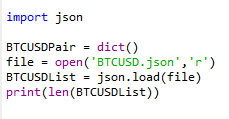 import json
BTCUSDPair = dict()
file = open('BTCUSD.json','r')
BTCUSDList = json.load(file)
print(len(BTCUSDList))